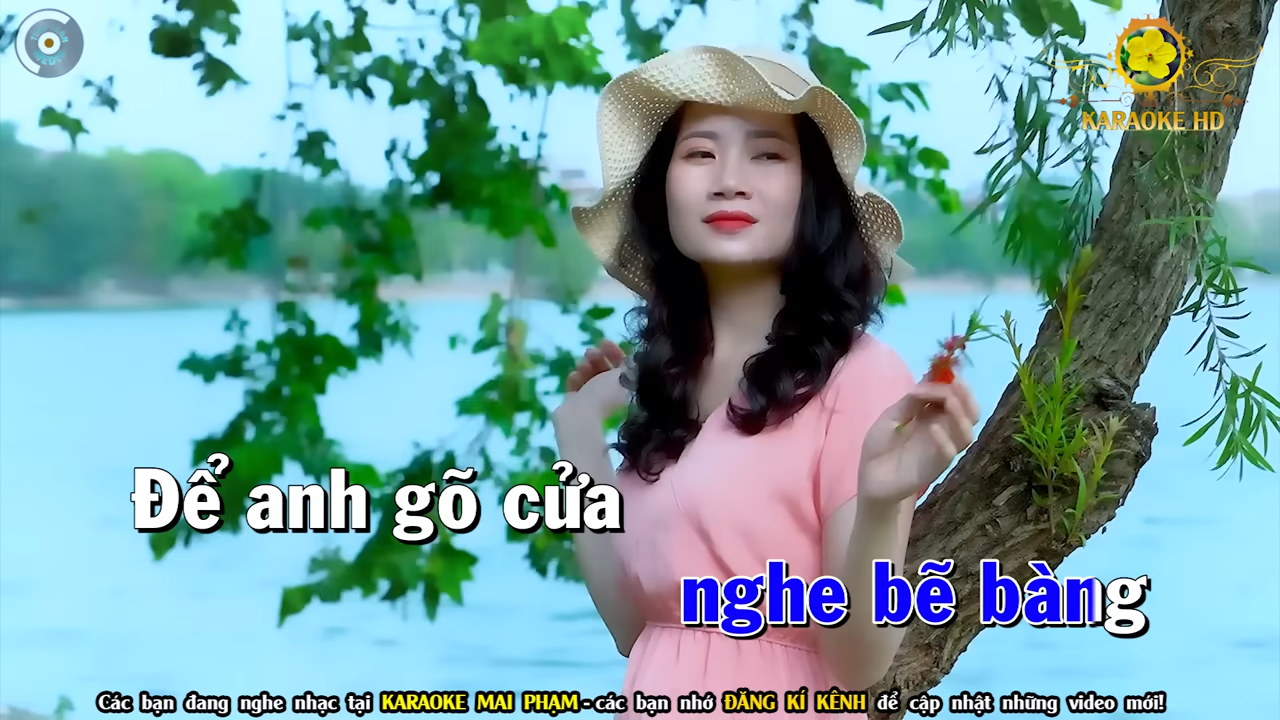 KARAOKE HD
Để anh gõ cửa
nghe bẽ bàng
Các bạn đang nghe nhạc tại KARAOKE MAI PHẠM - các bạn nhớ ĐĂNG KÍ KÊNH để cập nhật những video mới!